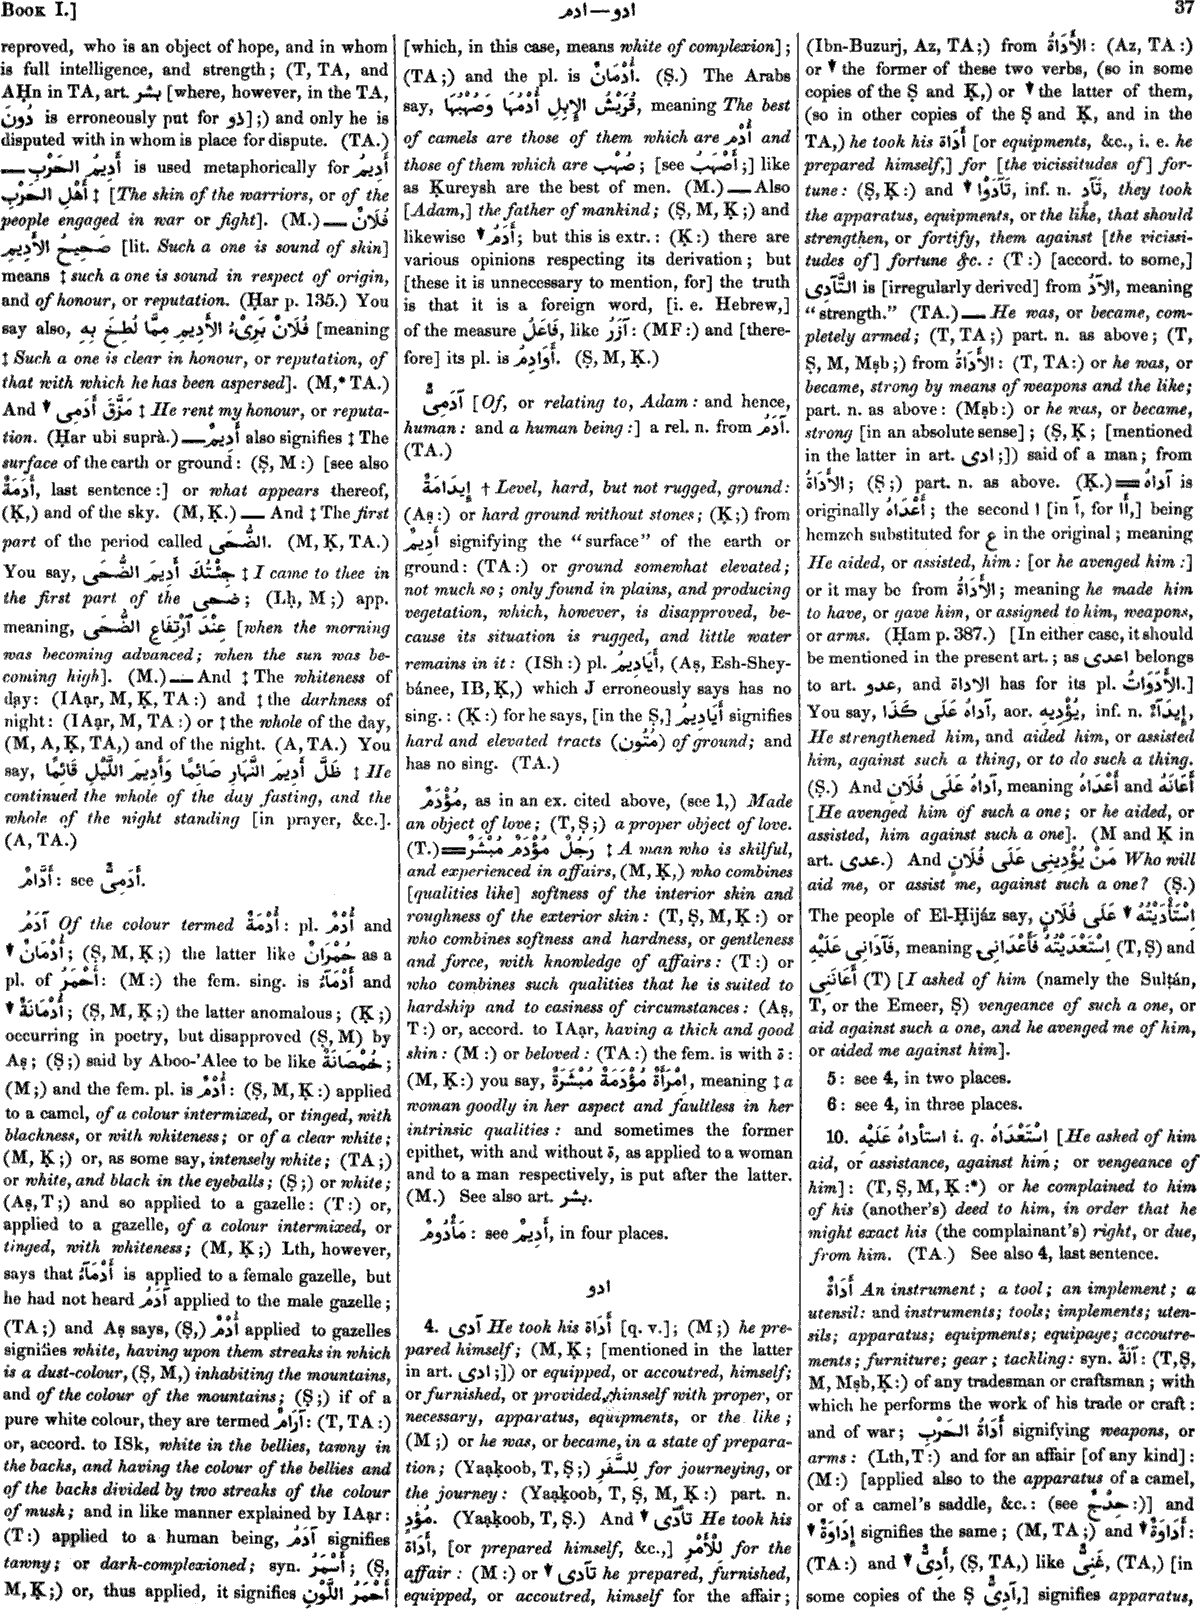 BOOK I.]
ادو — ادم
37
reproved, who is an object of hope, and in whom
is full intelligence, and strength; (T, TA, and
AḤn in TA, art. بشر [where, however, in the TA,
دُونَ is erroneously put for ذو];) and only he is
disputed with in whom is place for dispute. (TA.)
— أَدِيمُ الحَرْبِ is used metaphorically for أَدِيمُ
أَهْلِ الحَرْبِ ‡ [The skin of the warriors, or of the
people engaged in war or fight]. (M.) — فُلَانٌ
صَحِيحُ الأَدِيمِ [lit. Such a one is sound of skin]
means ‡ such a one is sound in respect of origin,
and of honour, or reputation. (Ḥar p. 135.) You
say also, فُلَانٌ بَرِىْءُ الأَدِيمِ مِمَّا لُطِخَ بِهِ [meaning
‡ Such a one is clear in honour, or reputation, of
that with which he has been aspersed]. (M,* TA.)
And ▼ مَزَّقَ أَدَمِى ‡ He rent my honour, or reputa-
tion. (Ḥar ubi suprà.) — أَدِيمٌ also signifies ‡ The
surface of the earth or ground: (Ṣ, M:) [see also
أَدَمَةٌ, last sentence:] or what appears thereof,
(Ḳ,) and of the sky. (M, Ḳ.) — And ‡ The first
part of the period called الضُّحَى. (M, Ḳ, TA.)
You say, جِئْتُكَ أَدِيمَ الضُّحَى ‡ I came to thee in
the first part of the ضحى; (Lḥ, M;) app.
meaning, عِنْدَ ٱرْتِفَاعِ الضُّحَى [when the morning
was becoming advanced; when the sun was be-
coming high]. (M.) — And ‡ The whiteness of
day: (IAạr, M, Ḳ, TA:) and ‡ the darkness of
night: (IAạr, M, TA:) or ‡ the whole of the day,
(M, A, Ḳ, TA,) and of the night. (A, TA.) You
say, ظَلَّ أَدِيمَ النَّهَارِ صَائِمًا وَأَدِيمَ اللَّيْلِ قَائِمًا ‡ He
continued the whole of the day fasting, and the
whole of the night standing [in prayer, &c.].
(A, TA.)
أَدَّامٌ: see أَدَمِىٌّ.
آدَمُ Of the colour termed أُدْمَةٌ: pl. أُدْمٌ and
▼ أُدْمَانٌ; (Ṣ, M, Ḳ;) the latter like حُمْرَانٌ as a
pl. of أَحْمَرُ: (M:) the fem. sing. is أَدْمَآءُ and
▼ أُدْمَانَةٌ; (Ṣ, M, Ḳ;) the latter anomalous; (Ḳ;)
occurring in poetry, but disapproved (Ṣ, M) by
Aṣ; (Ṣ;) said by Aboo-'Alee to be like خُمْصَانَةٌ;
(M;) and the fem. pl. is أُدْمٌ: (Ṣ, M, Ḳ:) applied
to a camel, of a colour intermixed, or tinged, with
blackness, or with whiteness; or of a clear white;
(M, Ḳ;) or, as some say, intensely white; (TA;)
or white, and black in the eyeballs; (Ṣ;) or white;
(Aṣ, T;) and so applied to a gazelle: (T:) or,
applied to a gazelle, of a colour intermixed, or
tinged, with whiteness; (M, Ḳ;) Lth, however,
says that أَدْمَآءُ is applied to a female gazelle, but
he had not heard آدَمُ applied to the male gazelle;
(TA;) and Aṣ says, (Ṣ,) أُدْمٌ applied to gazelles
signifies white, having upon them streaks in which
is a dust-colour, (Ṣ, M,) inhabiting the mountains,
and of the colour of the mountains; (Ṣ;) if of a
pure white colour, they are termed آرَامٌ: (T, TA:)
or, accord. to ISk, white in the bellies, tawny in
the backs, and having the colour of the bellies and
of the backs divided by two streaks of the colour
of musk; and in like manner explained by IAạr:
(T:) applied to a human being, آدَمُ signifies
tawny; or dark-complexioned; syn. أَسْمَرُ; (Ṣ,
M, Ḳ;) or, thus applied, it signifies أَحْمَرُ اللَّوْنِ
[which, in this case, means white of complexion];
(TA;) and the pl. is أُدْمَانٌ. (Ṣ.) The Arabs
say, قُرَيْشُ الإِبِلِ أُدْمُهَا وَصُهْبُهَا, meaning The best
of camels are those of them which are أُدْم and
those of them which are صُهْب; [see أَصْهَبُ;] like
as Ḳureysh are the best of men. (M.) — Also
[Adam,] the father of mankind; (Ṣ, M, Ḳ;) and
likewise ▼ أَدَمُ; but this is extr.: (Ḳ:) there are
various opinions respecting its derivation; but
[these it is unnecessary to mention, for] the truth
is that it is a foreign word, [i. e. Hebrew,]
of the measure فَاعَلُ, like آزَرُ: (MF:) and [there-
fore] its pl. is أَوَادِمُ. (Ṣ, M, Ḳ.)
آدَمِىٌّ [Of, or relating to, Adam: and hence,
human: and a human being:] a rel. n. from آدَمُ.
(TA.)
إِيدَامَةٌ † Level, hard, but not rugged, ground:
(Aṣ:) or hard ground without stones; (Ḳ;) from
أَدِيمٌ signifying the "surface" of the earth or
ground: (TA:) or ground somewhat elevated;
not much so; only found in plains, and producing
vegetation, which, however, is disapproved, be-
cause its situation is rugged, and little water
remains in it: (ISh:) pl. أَيَادِيمُ, (Aṣ, Esh-Shey-
bánee, IB, Ḳ,) which J erroneously says has no
sing.: (Ḳ:) for he says, [in the Ṣ,] أَيَادِيمُ signifies
hard and elevated tracts (مُتُون) of ground; and
has no sing. (TA.)
مُؤْدَمٌ, as in an ex. cited above, (see 1,) Made
an object of love; (T, Ṣ;) a proper object of love.
(T.) = رَجُلٌ مُؤْدَمٌ مُبْشَرٌ ‡ A man who is skilful,
and experienced in affairs, (M, Ḳ,) who combines
[qualities like] softness of the interior skin and
roughness of the exterior skin: (T, Ṣ, M, Ḳ:) or
who combines softness and hardness, or gentleness
and force, with knowledge of affairs: (T:) or
who combines such qualities that he is suited to
hardship and to easiness of circumstances: (Aṣ,
T:) or, accord. to IAạr, having a thick and good
skin: (M:) or beloved: (TA:) the fem. is with ة:
(M, Ḳ:) you say, اِمْرَأَةٌ مُؤْدَمَةٌ مُبْشَرَةٌ, meaning ‡ a
woman goodly in her aspect and faultless in her
intrinsic qualities: and sometimes the former
epithet, with and without ة, as applied to a woman
and to a man respectively, is put after the latter.
(M.) See also art. بشر.
مَأْدُومٌ: see أَدِيمٌ, in four places.
ادو
4. آدى He took his أَدَاة [q. v.]; (M;) he pre-
pared himself; (M, Ḳ; [mentioned in the latter
in art. ادى;]) or equipped, or accoutred, himself;
or furnished, or provided, himself with proper, or
necessary, apparatus, equipments, or the like;
(M;) or he was, or became, in a state of prepara-
tion; (Yaạḳoob, T, Ṣ;) لِلسَّفَرِ for journeying, or
the journey: (Yaạḳoob, T, Ṣ, M, Ḳ:) part. n.
مُؤْدٍ. (Yaạḳoob, T, Ṣ.) And ▼ تَأَدَّى He took his
أَدَاة, [or prepared himself, &c.,] لِلْأَمْرِ for the
affair: (M:) or ▼ تآدى he prepared, furnished,
equipped, or accoutred, himself for the affair;
(Ibn-Buzurj, Az, TA;) from الأَدَاةُ: (Az, TA:)
or ▼ the former of these two verbs, (so in some
copies of the Ṣ and Ḳ,) or ▼ the latter of them,
(so in other copies of the Ṣ and Ḳ, and in the
TA,) he took his أَدَاة [or equipments, &c., i. e. he
prepared himself,] for [the vicissitudes of] for-
tune: (Ṣ, Ḳ:) and ▼ تَآدَوْا, inf. n. تَآدٍ, they took
the apparatus, equipments, or the like, that should
strengthen, or fortify, them against [the vicissi-
tudes of] fortune &c.: (T:) [accord. to some,]
التَّآدِى is [irregularly derived] from الآدُ, meaning
"strength." (TA.) — He was, or became, com-
pletely armed; (T, TA;) part. n. as above; (T,
Ṣ, M, Mṣb;) from الأَدَاةُ: (T, TA:) or he was, or
became, strong by means of weapons and the like;
part. n. as above: (Mṣb:) or he was, or became,
strong [in an absolute sense]; (Ṣ, Ḳ; [mentioned
in the latter in art. ادى;]) said of a man; from
الأَدَاةُ; (Ṣ;) part. n. as above. (Ḳ.) = آدَاهُ is
originally أَعْدَاهُ; the second ا [in آ, for أا,] being
hemzeh substituted for ع in the original; meaning
He aided, or assisted, him: [or he avenged him:]
or it may be from الأَدَاةُ; meaning he made him
to have, or gave him, or assigned to him, weapons,
or arms. (Ḥam p. 387.) [In either case, it should
be mentioned in the present art.; as اعدى belongs
to art. عدو, and الاداة has for its pl. الأَدَوَاتُ.]
You say, آداهُ عَلَى كَذَا, aor. يُؤْدِيهِ, inf. n. إِيدَآءٌ,
He strengthened him, and aided him, or assisted
him, against such a thing, or to do such a thing.
(Ṣ.) And آداهُ عَلَى فُلَانٍ, meaning أَعْدَاهُ and أَعَانَهُ
[He avenged him of such a one; or he aided, or
assisted, him against such a one]. (M and Ḳ in
art. عدى.) And مَنْ يُؤْدِينِى عَلَى فُلَانٍ Who will
aid me, or assist me, against such a one? (Ṣ.)
The people of El-Ḥijáz say, ▼ اِسْتَأْدَيْتُهُ عَلَى فُلَانٍ
فَآدَانِى عَلَيْهِ, meaning اِسْتَعْدَيْتُهُ فَأَعْدَانِى (T, Ṣ) and
أَعَانَنِى (T) [I asked of him (namely the Sulṭán,
T, or the Emeer, Ṣ) vengeance of such a one, or
aid against such a one, and he avenged me of him,
or aided me against him].
5: see 4, in two places.
6: see 4, in three places.
10. استأداهُ عَلَيْهِ i. q. اِسْتَعْدَاهُ [He asked of him
aid, or assistance, against him; or vengeance of
him]: (T, Ṣ, M, Ḳ:*) or he complained to him
of his (another's) deed to him, in order that he
might exact his (the complainant's) right, or due,
from him. (TA.) See also 4, last sentence.
أَدَاةٌ An instrument; a tool; an implement; a
utensil: and instruments; tools; implements; uten-
sils; apparatus; equipments; equipage; accoutre-
ments; furniture; gear; tackling: syn. آلَةٌ: (T, Ṣ,
M, Mṣb, Ḳ:) of any tradesman or craftsman; with
which he performs the work of his trade or craft:
and of war; أَدَاةُ الحَرْبِ signifying weapons, or
arms: (Lth, T:) and for an affair [of any kind]:
(M:) [applied also to the apparatus of a camel,
or of a camel's saddle, &c.: (see حِدْجٌ:)] and
▼ إِدَاوَةٌ signifies the same; (M, TA;) and ▼ أَدَاوَةٌ:
(TA:) and ▼ أَدِىٌّ, (Ṣ, TA,) like غَنِىٌّ, (TA,) [in
some copies of the Ṣ آدِىٌّ,] signifies apparatus,